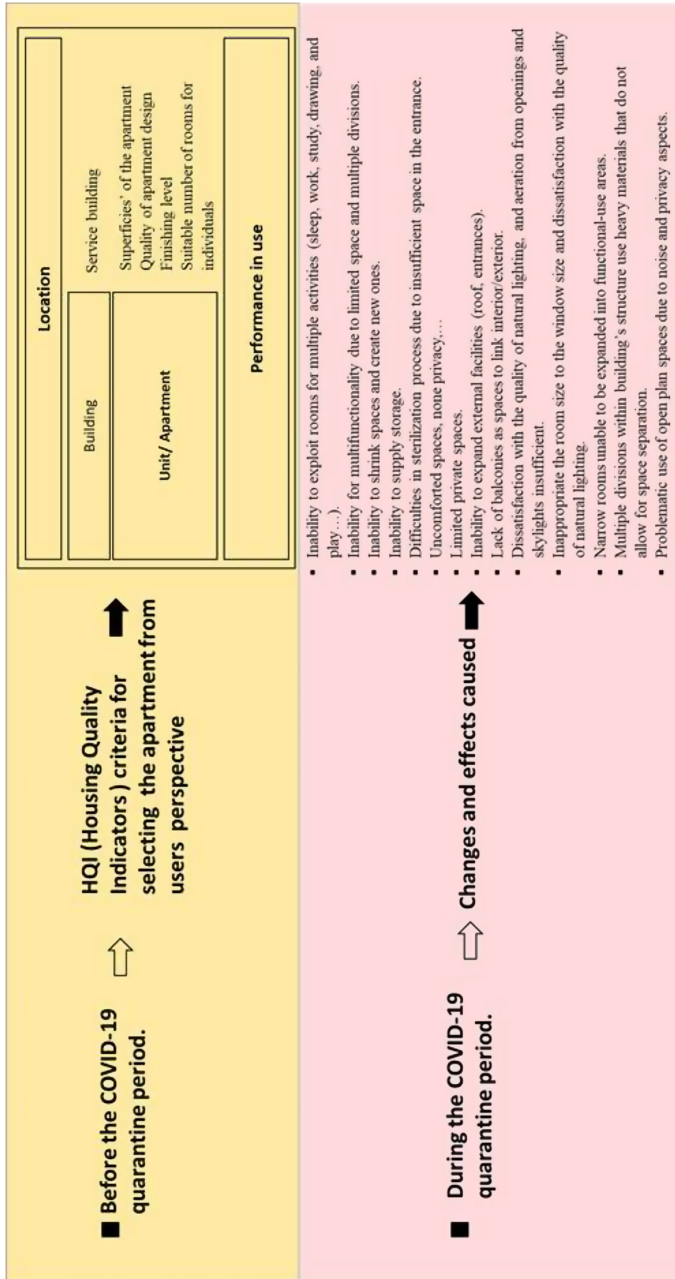 ■ Before the COVID-19
quarantine period.
HQI (Housing Quality
Indicators) criteria for
selecting the apartment from
users perspective
Location
Building
Service building
Unit/ Apartment
Superficies’ of the apartment
Quality of apartment design
Finishing level
Suitable number of rooms for
individuals
Performance in use
■ During the COVID-19
quarantine period.
Changes and effects caused
▪ Inability to exploit rooms for multiple activities (sleep, work, study, drawing, and
play…).
▪ Inability for multifunctionality due to limited space and multiple divisions.
▪ Inability to shrink spaces and create new ones.
▪ Inability to supply storage.
▪ Difficulties in sterilization process due to insufficient space in the entrance.
▪ Uncomforted spaces, none privacy,…
▪ Limited private spaces.
▪ Inability to expand external facilities (roof, entrances).
▪ Lack of balconies as spaces to link interior/exterior.
▪ Dissatisfaction with the quality of natural lighting, and aeration from openings and
skylights insufficient.
▪ Inappropriate the room size to the window size and dissatisfaction with the quality
of natural lighting.
▪ Narrow rooms unable to be expanded into functional-use areas.
▪ Multiple divisions within building’s structure use heavy materials that do not
allow for space separation.
▪ Problematic use of open plan spaces due to noise and privacy aspects.